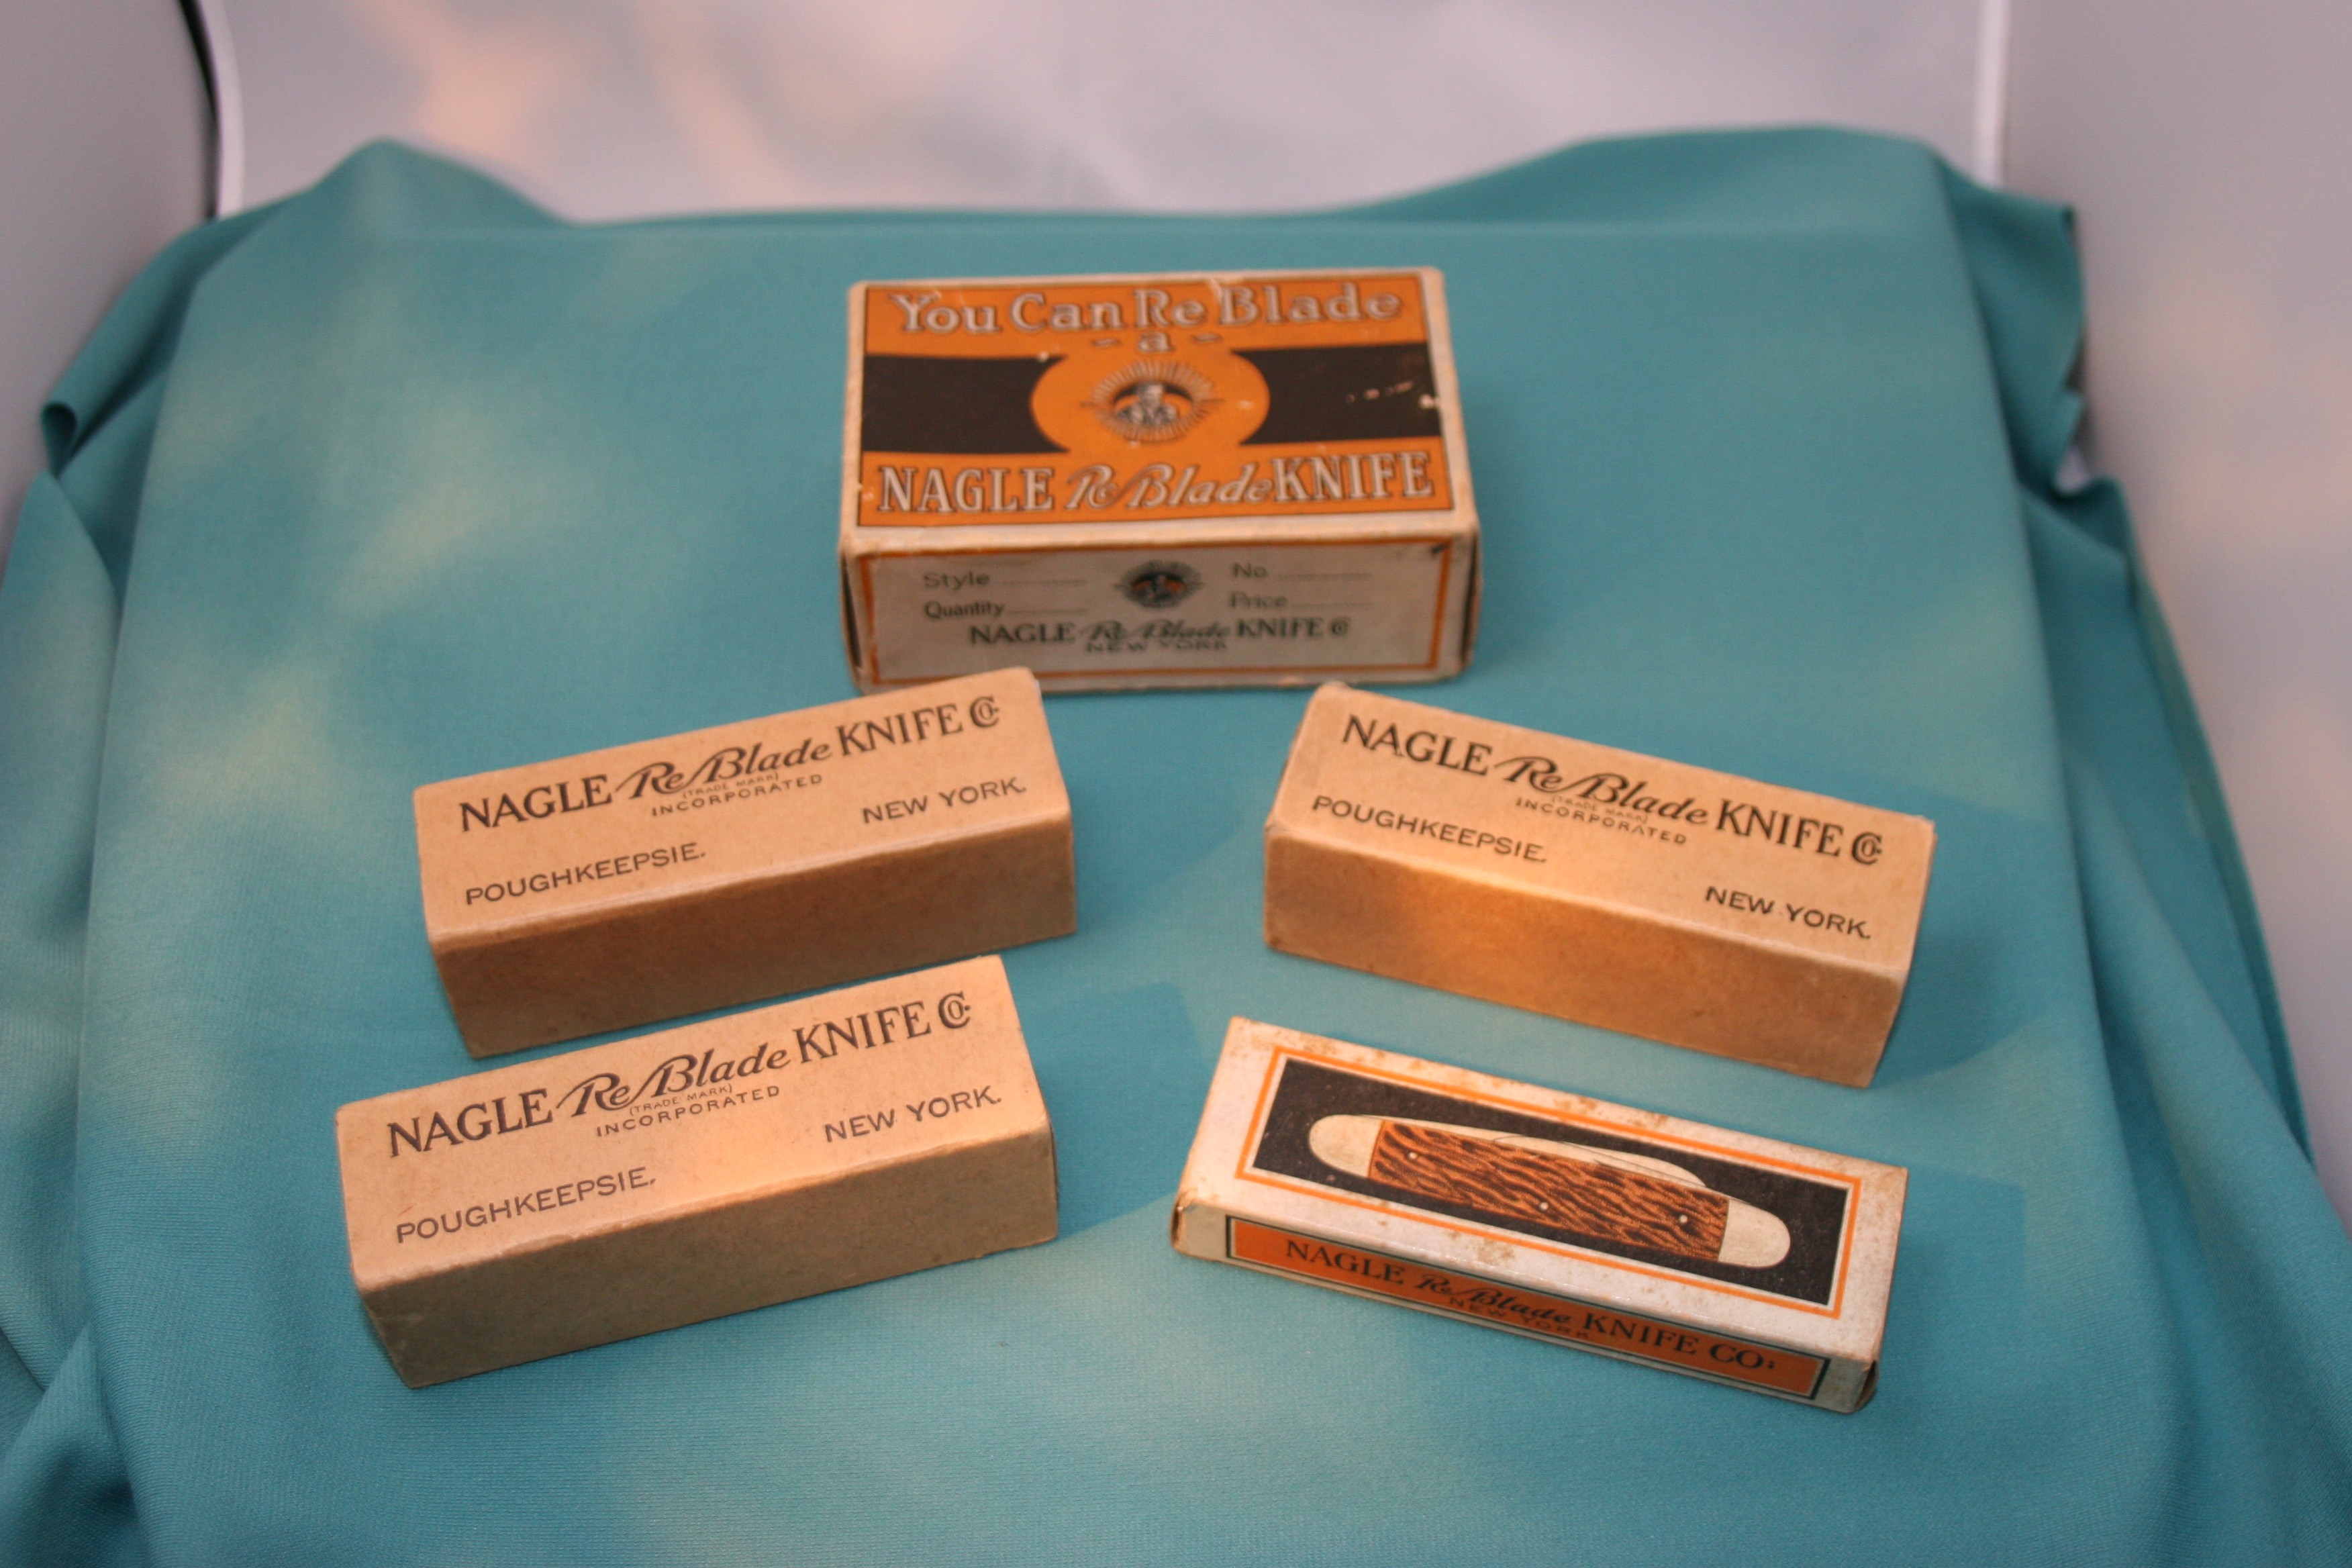 You Can Re Blade
- a -
NAGLE Re/Blade KNIFE
Style
No
Quantity
Price
NAGLE Re/Blade KNIFE Co
NEW YORK
NAGLE Re/Blade KNIFE Co.
(TRADE MARK)
INCORPORATED
POUGHKEEPSIE.
NEW YORK.
NAGLE Re/Blade KNIFE Co.
(TRADE MARK)
INCORPORATED
POUGHKEEPSIE.
NEW YORK.
NAGLE Re/Blade KNIFE Co.
(TRADE MARK)
INCORPORATED
POUGHKEEPSIE.
NEW YORK.
NAGLE Re/Blade KNIFE CO:
NEW YORK